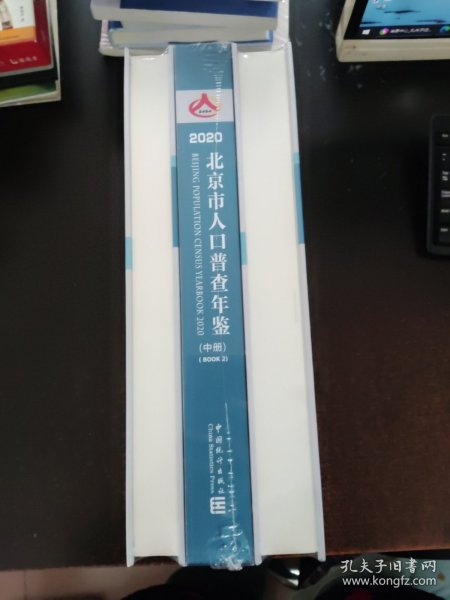 2020
北京市人口普查年鉴
BEIJING POPULATION CENSUS YEARBOOK 2020
(中册)
( BOOK 2)
中国统计出版社
China Statistics Press
孔夫子旧书网
www.kongfz.com